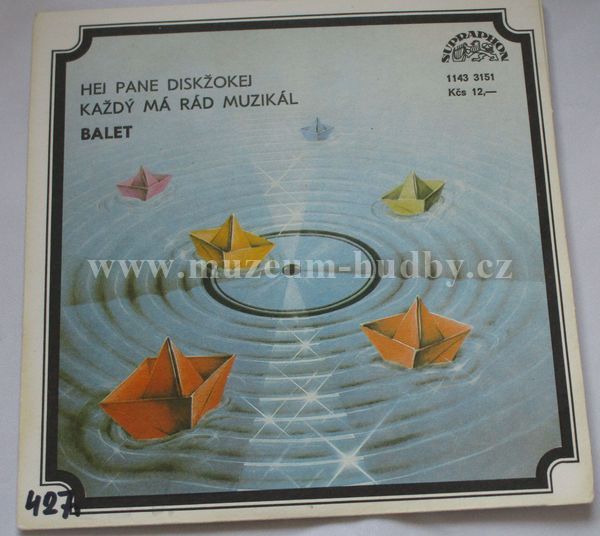 HEJ PANE DISKŽOKEJ
KAŽDÝ MÁ RÁD MUZIKÁL
BALET
SUPRAPHON
1143 3151
Kčs 12,—
www.muzeum-hudby.cz
427